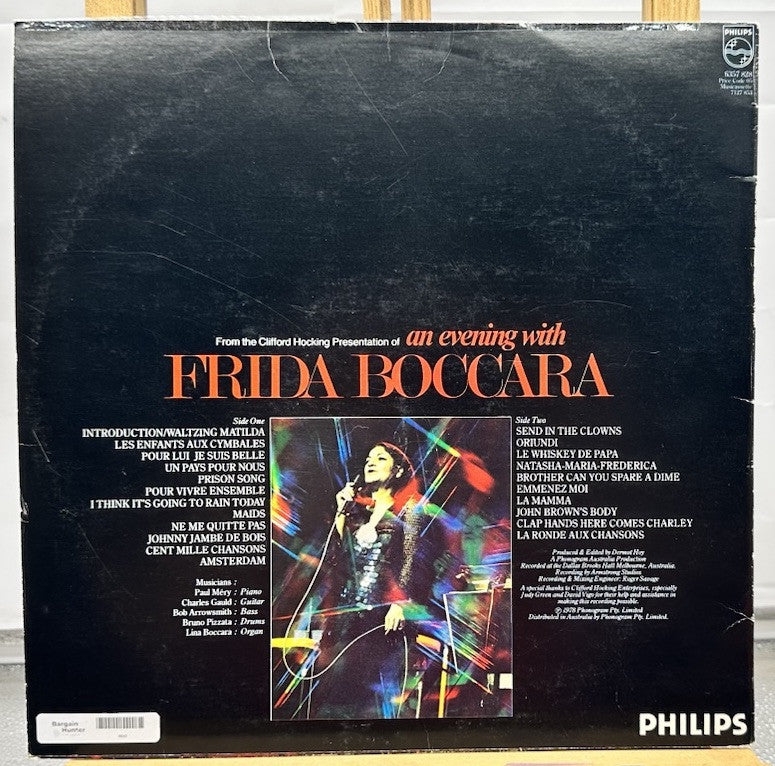 PHILIPS
6357 828
Price Code
Musicassette
7127 853
From the Clifford Hocking Presentation of an evening with
FRIDA BOCCARA
Side One
INTRODUCTION/WALTZING MATILDA
LES ENFANTS AUX CYMBALES
POUR LUI JE SUIS BELLE
UN PAYS POUR NOUS
PRISON SONG
POUR VIVRE ENSEMBLE
I THINK IT'S GOING TO RAIN TODAY
MAIDS
NE ME QUITTE PAS
JOHNNY JAMBE DE BOIS
CENT MILLE CHANSONS
AMSTERDAM
Musicians :
Paul Méry : Piano
Charles Gauld : Guitar
Bob Arrowsmith : Bass
Bruno Pizzata : Drums
Lina Boccara : Organ
Side Two
SEND IN THE CLOWNS
ORIUNDI
LE WHISKEY DE PAPA
NATASHA-MARIA-FREDERICA
BROTHER CAN YOU SPARE A DIME
EMMENEZ MOI
LA MAMMA
JOHN BROWN'S BODY
CLAP HANDS HERE COMES CHARLEY
LA RONDE AUX CHANSONS
Produced & Edited by Dermot Hoy
A Phonogram Australia Production
Recorded at the Dallas Brooks Hall Melbourne, Australia.
Recording by Armstrong Studios
Recording & Mixing Engineer: Roger Savage
A special thanks to Clifford Hocking Enterprises, especially
Judy Green and David Vigo for their help and assistance in
making this recording possible.
℗ 1978 Phonogram Pty. Limited
Distributed in Australia by Phonogram Pty. Limited.
Bargain
Hunter
PHILIPS